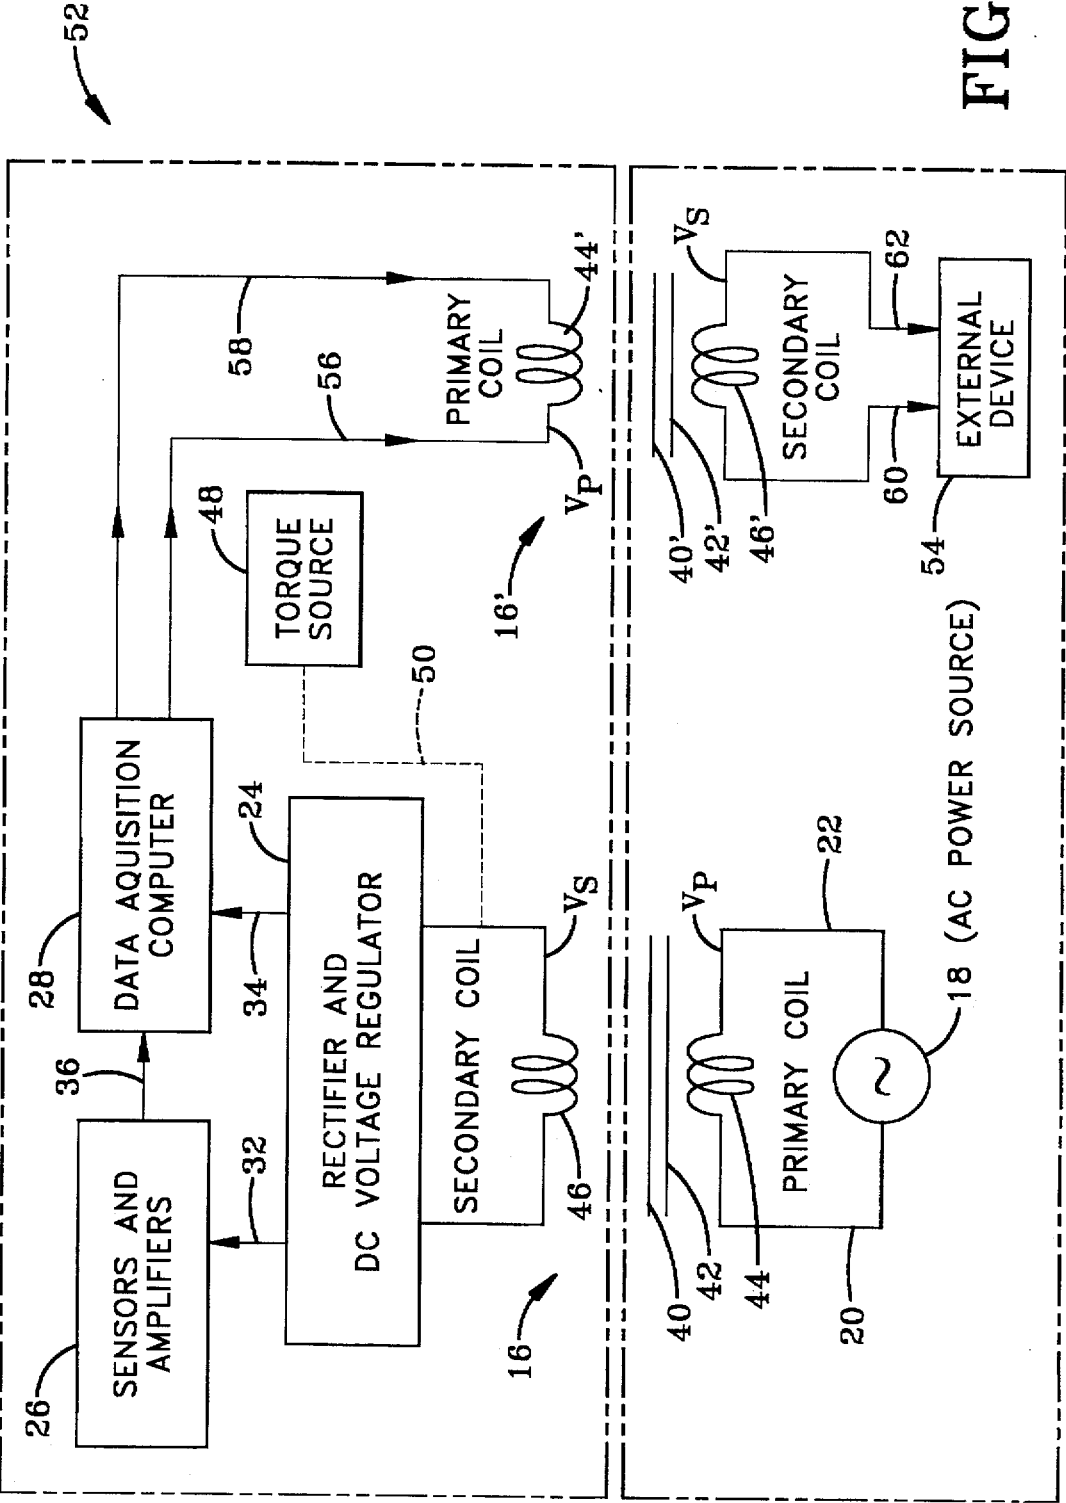 52
26
SENSORS AND
AMPLIFIERS
36
28
DATA AQUISITION
COMPUTER
58
56
32
34
24
RECTIFIER AND
DC VOLTAGE REGULATOR
48
TORQUE
SOURCE
50
PRIMARY
COIL
44'
VP
16'
SECONDARY COIL
VS
46
16
40
42
44
VP
PRIMARY COIL
20
22
18 (AC POWER SOURCE)
40'
42'
46'
VS
SECONDARY
COIL
60
62
54
EXTERNAL
DEVICE
FIG